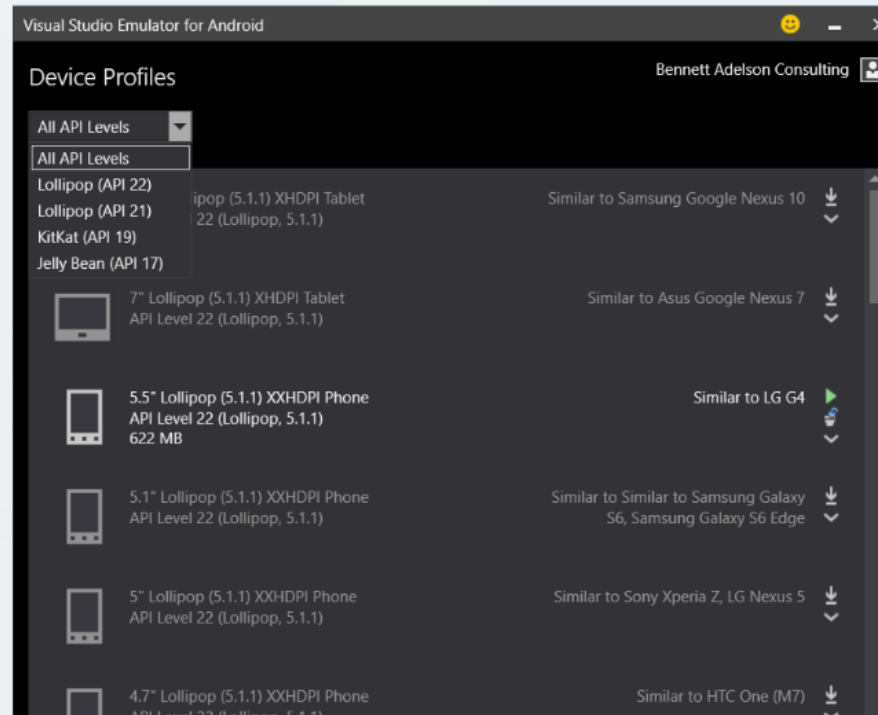 Visual Studio Emulator for Android
Device Profiles
Bennett Adelson Consulting
All API Levels
All API Levels
Lollipop (API 22)
Lollipop (API 21)
KitKat (API 19)
Jelly Bean (API 17)
(5.1.1) XHDPI Tablet
Similar to Samsung Google Nexus 10
22 (Lollipop, 5.1.1)
7" Lollipop (5.1.1) XHDPI Tablet
Similar to Asus Google Nexus 7
API Level 22 (Lollipop, 5.1.1)
5.5" Lollipop (5.1.1) XXHDPI Phone
Similar to LG G4
API Level 22 (Lollipop, 5.1.1)
622 MB
5.1" Lollipop (5.1.1) XXHDPI Phone
Similar to Similar to Samsung Galaxy
API Level 22 (Lollipop, 5.1.1)
S6, Samsung Galaxy S6 Edge
5" Lollipop (5.1.1) XXHDPI Phone
Similar to Sony Xperia Z, LG Nexus 5
API Level 22 (Lollipop, 5.1.1)
4.7" Lollipop (5.1.1) XXHDPI Phone
Similar to HTC One (M7)